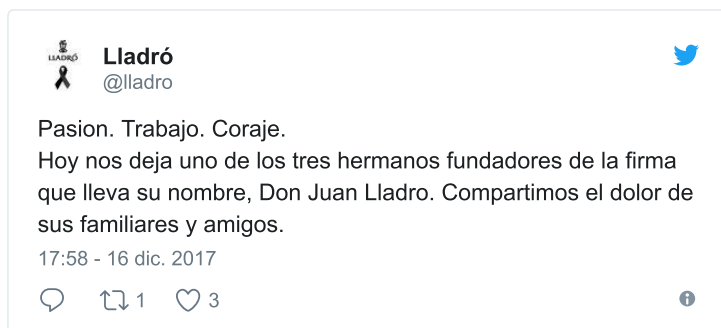 LLADRÓ
Lladró
@lladro
Pasion. Trabajo. Coraje.
Hoy nos deja uno de los tres hermanos fundadores de la firma
que lleva su nombre, Don Juan Lladro. Compartimos el dolor de
sus familiares y amigos.
17:58 - 16 dic. 2017
1
3